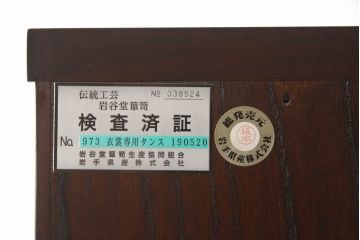 伝統工芸 № 038524
岩谷堂簞笥
検査済証
No. 973 衣裳専用タンス 190520
岩谷堂簞笥生産協同組合
岩手県産株式会社
総発売元
岩手県産株式会社